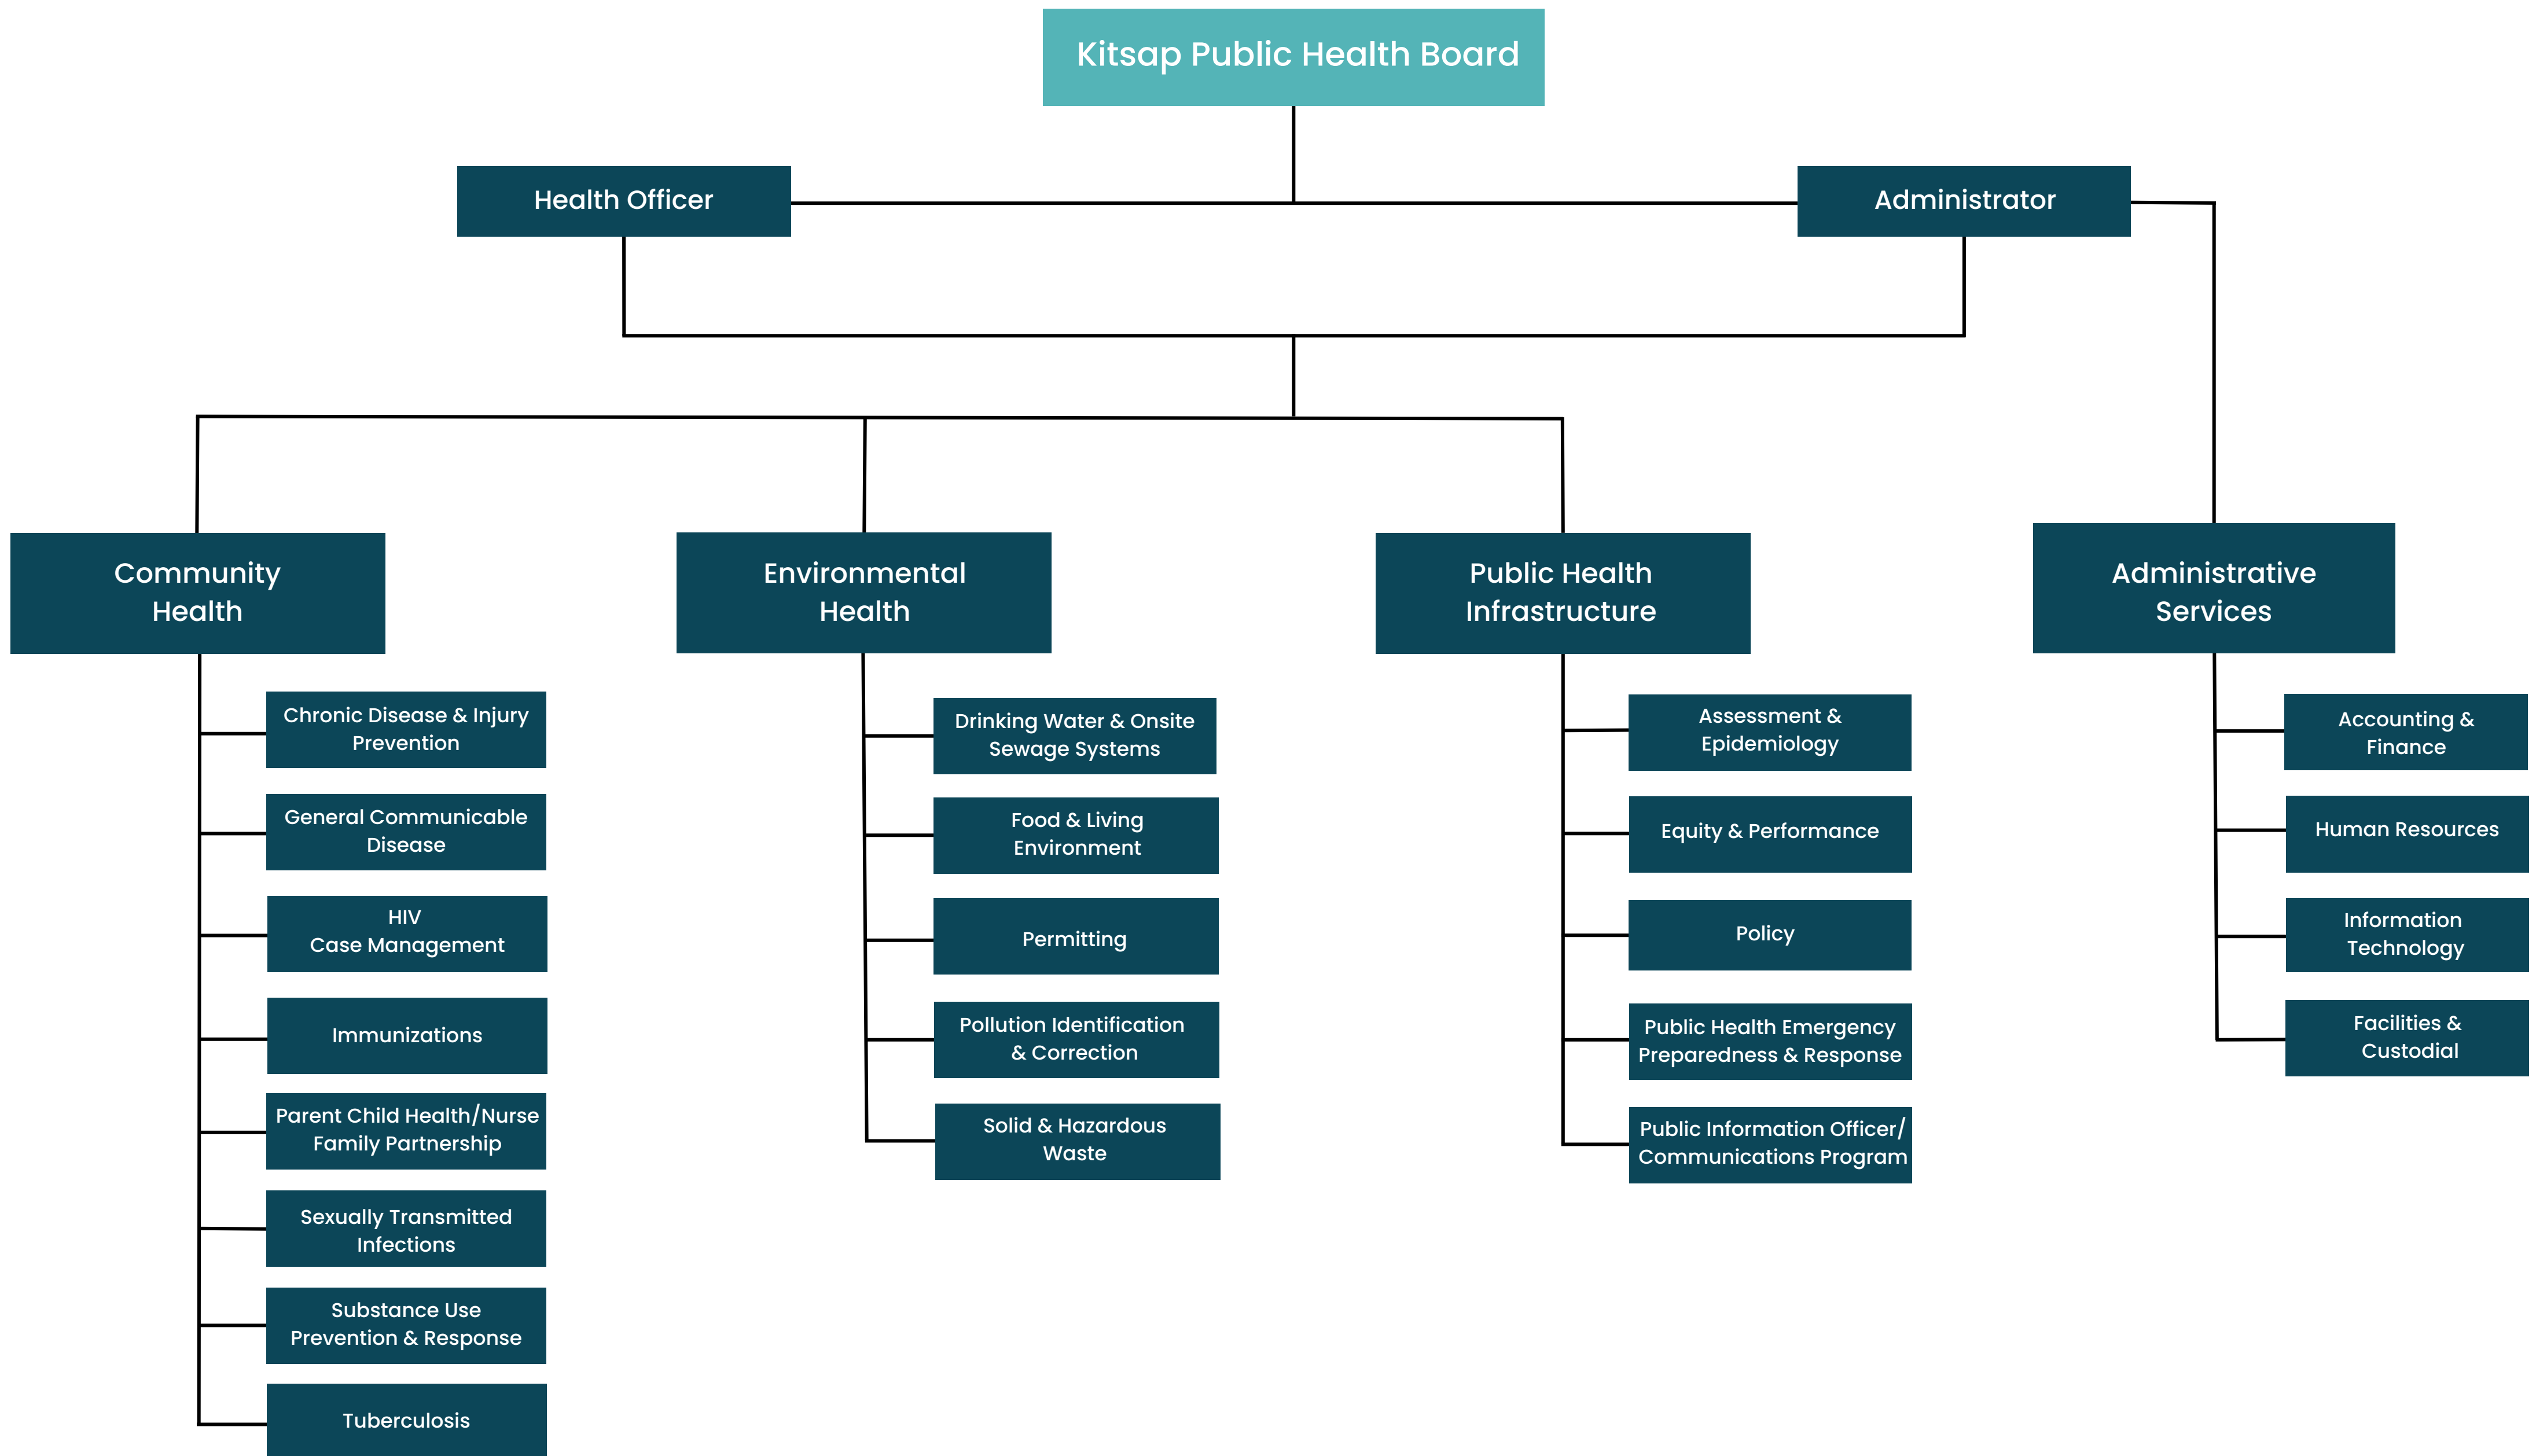 Kitsap Public Health Board
Health Officer
Administrator
Community
Health
Environmental
Health
Public Health
Infrastructure
Administrative
Services
Chronic Disease & Injury
Prevention
General Communicable
Disease
HIV
Case Management
Immunizations
Parent Child Health/Nurse
Family Partnership
Sexually Transmitted
Infections
Substance Use
Prevention & Response
Tuberculosis
Drinking Water & Onsite
Sewage Systems
Food & Living
Environment
Permitting
Pollution Identification
& Correction
Solid & Hazardous
Waste
Assessment &
Epidemiology
Equity & Performance
Policy
Public Health Emergency
Preparedness & Response
Public Information Officer/
Communications Program
Accounting &
Finance
Human Resources
Information
Technology
Facilities &
Custodial